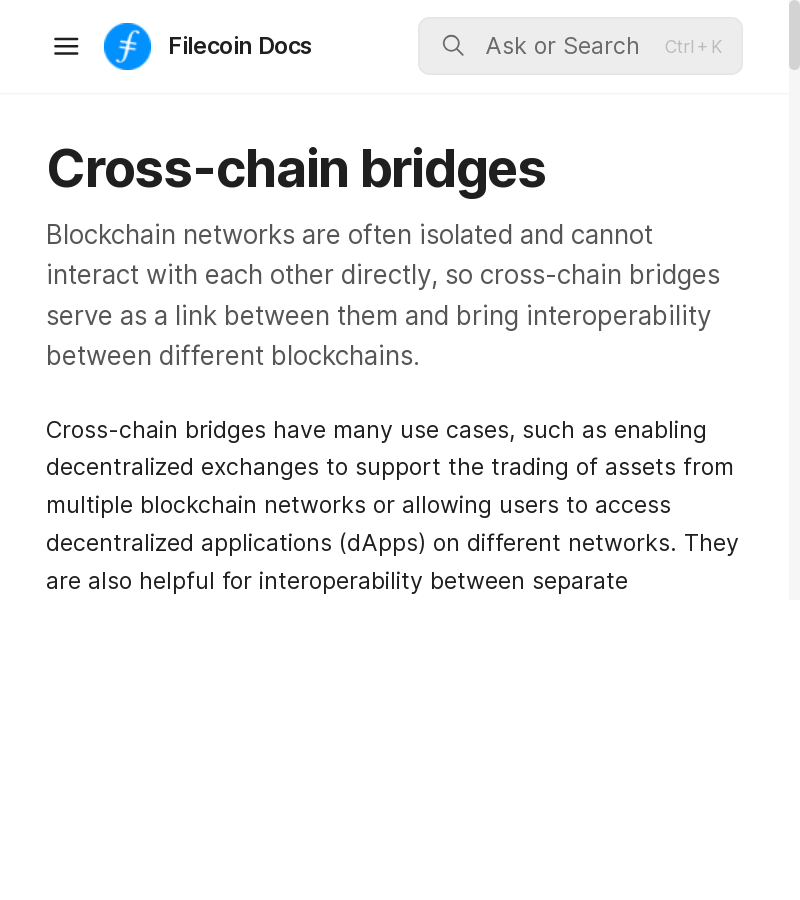 Filecoin Docs
Ask or Search Ctrl + K
Cross-chain bridges
Blockchain networks are often isolated and cannot
interact with each other directly, so cross-chain bridges
serve as a link between them and bring interoperability
between different blockchains.
Cross-chain bridges have many use cases, such as enabling
decentralized exchanges to support the trading of assets from
multiple blockchain networks or allowing users to access
decentralized applications (dApps) on different networks. They
are also helpful for interoperability between separate